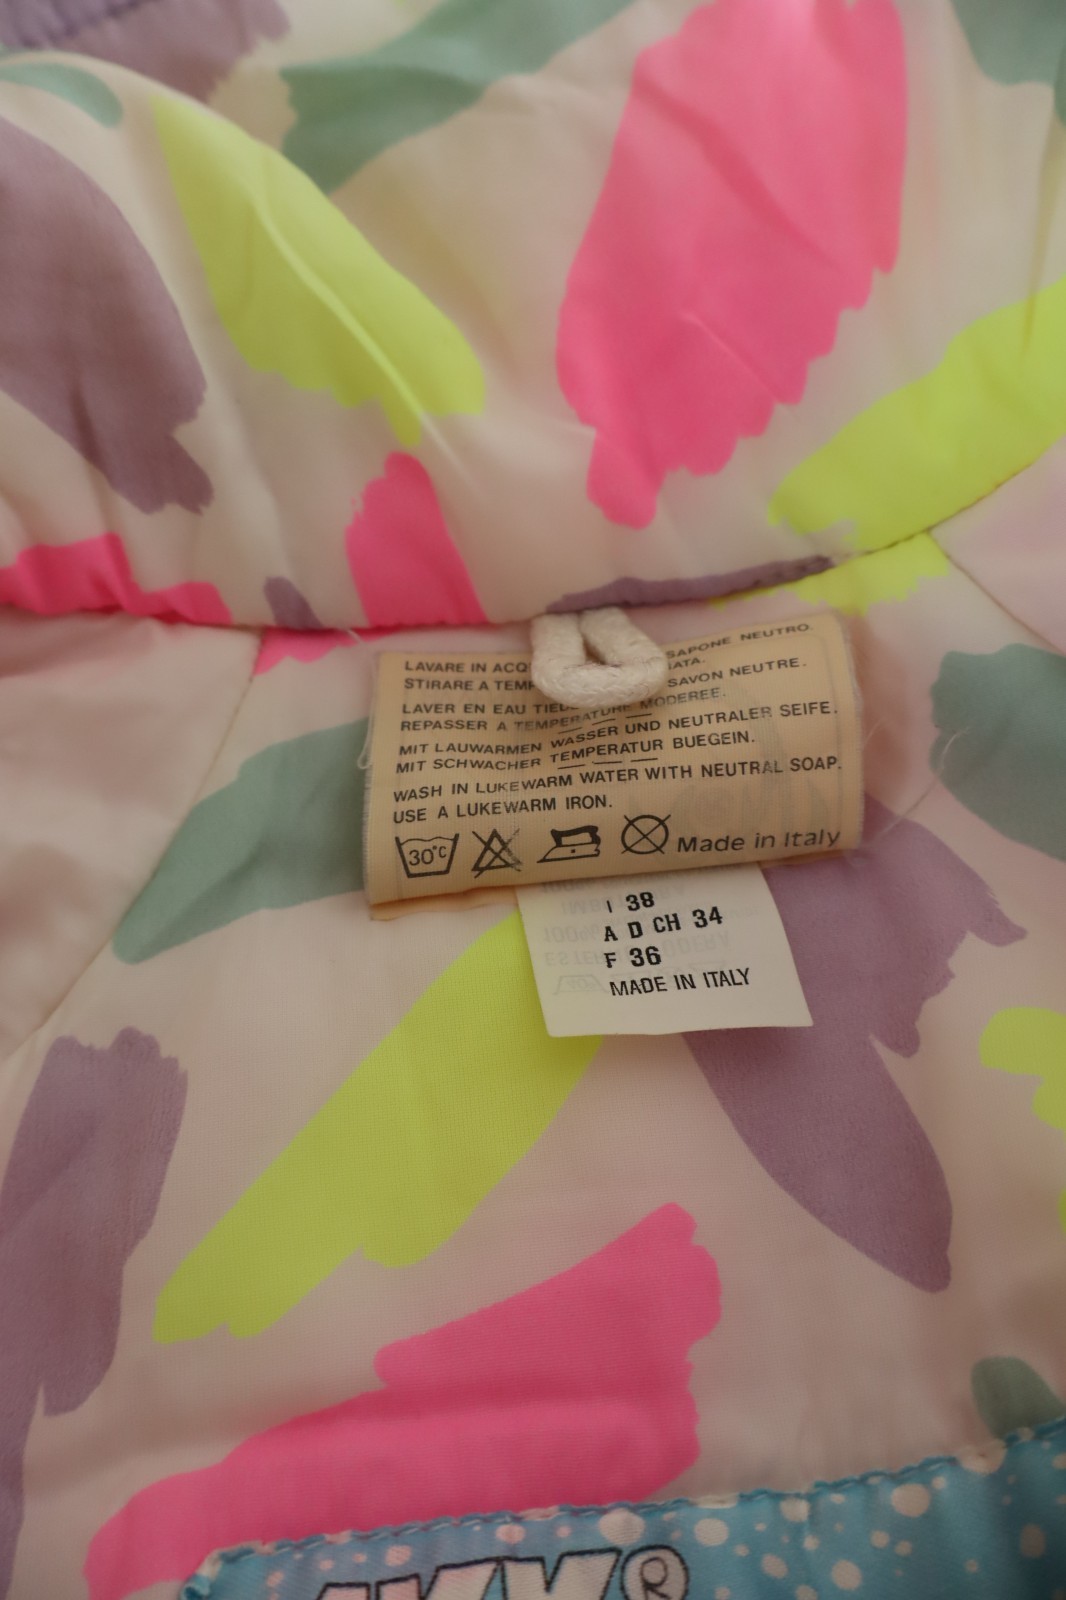 LAVARE IN ACQ SAPONE NEUTRO.
STIRARE A TEMP IATA.
LAVER EN EAU TIED SAVON NEUTRE.
REPASSER A TEMPERATURE MODEREE.
MIT LAUWARMEN WASSER UND NEUTRALER SEIFE.
MIT SCHWACHER TEMPERATUR BUEGEIN.
WASH IN LUKEWARM WATER WITH NEUTRAL SOAP.
USE A LUKEWARM IRON.
30°C Made in Italy
I 38
A D CH 34
F 36
MADE IN ITALY
®